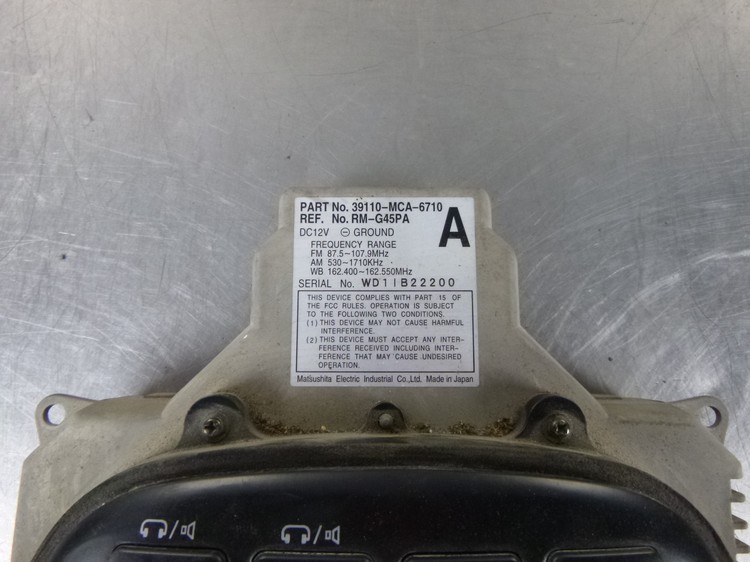 PART No. 39110-MCA-6710
REF. No. RM-G45PA
A
DC12V ⊖ GROUND
FREQUENCY RANGE
FM 87.5~107.9MHz
AM 530~1710KHz
WB 162.400~162.550MHz
SERIAL No. WD11B22200
THIS DEVICE COMPLIES WITH PART 15 OF
THE FCC RULES. OPERATION IS SUBJECT
TO THE FOLLOWING TWO CONDITIONS.
(1) THIS DEVICE MAY NOT CAUSE HARMFUL
INTERFERENCE.
(2) THIS DEVICE MUST ACCEPT ANY INTER-
FERENCE RECEIVED INCLUDING INTER-
FERENCE THAT MAY CAUSE UNDESIRED
OPERATION.
Matsushita Electric Industrial Co.,Ltd. Made in Japan